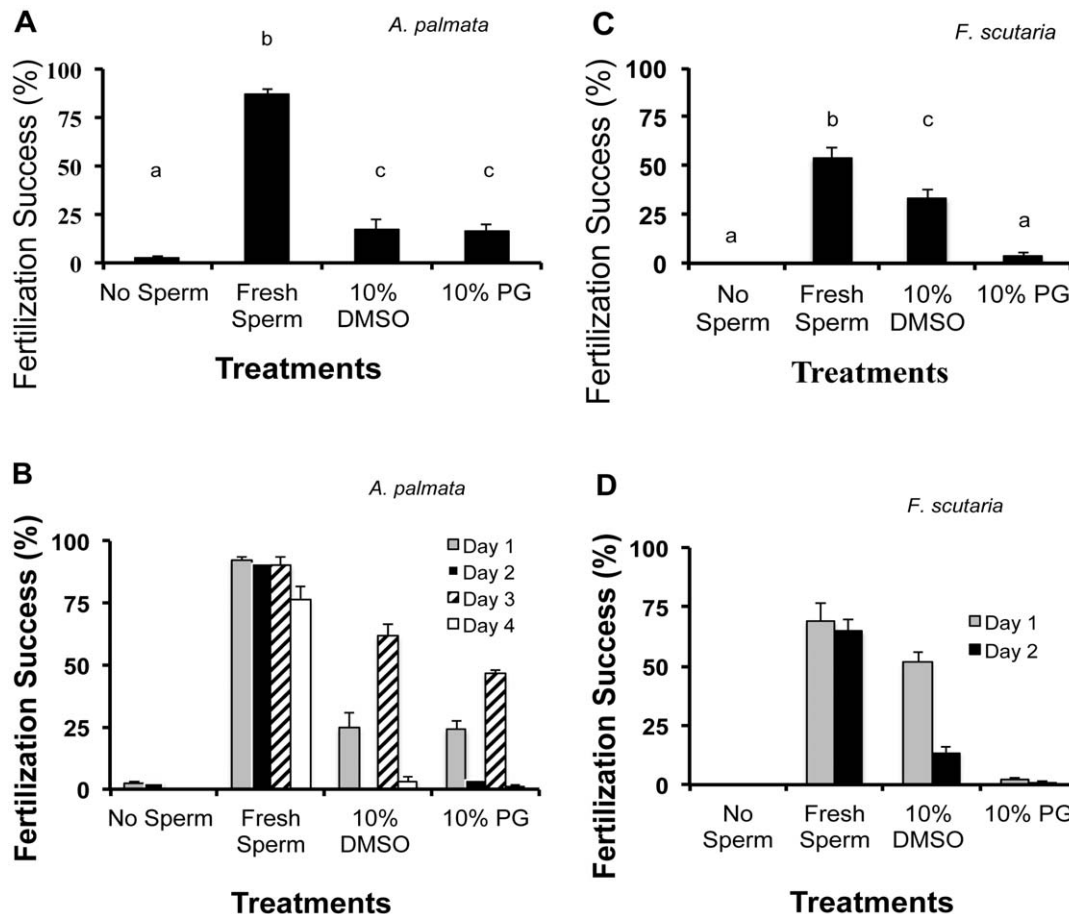 A
A. palmata
Fertilization Success (%)
100
75
50
25
0
a
b
c
c
No Sperm
Fresh
Sperm
10%
DMSO
10% PG
Treatments
C
F. scutaria
Fertilization Success (%)
100
75
50
25
0
a
b
c
a
No
Sperm
Fresh
Sperm
10%
DMSO
10% PG
Treatments
B
A. palmata
Fertilization Success (%)
100
75
50
25
0
Day 1
Day 2
Day 3
Day 4
No Sperm
Fresh
Sperm
10%
DMSO
10% PG
Treatments
D
F. scutaria
Fertilization Success (%)
100
75
50
25
0
Day 1
Day 2
No
Sperm
Fresh
Sperm
10%
DMSO
10% PG
Treatments